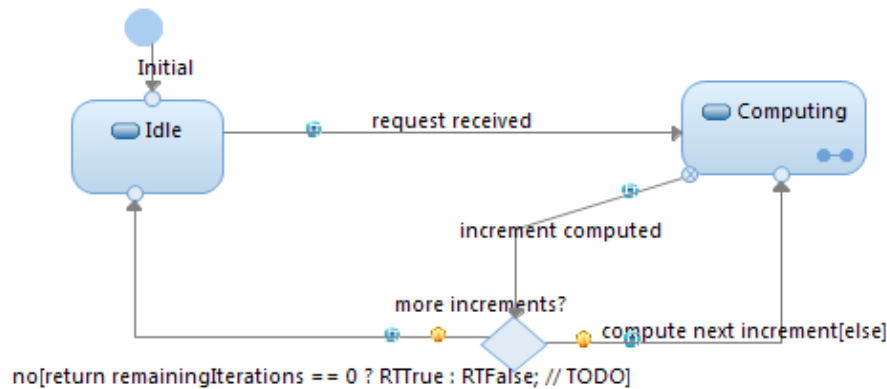 Initial
Idle
request received
Computing
increment computed
more increments?
compute next increment[else]
no[return remainingIterations == 0 ? RTTrue : RTFalse; // TODO]